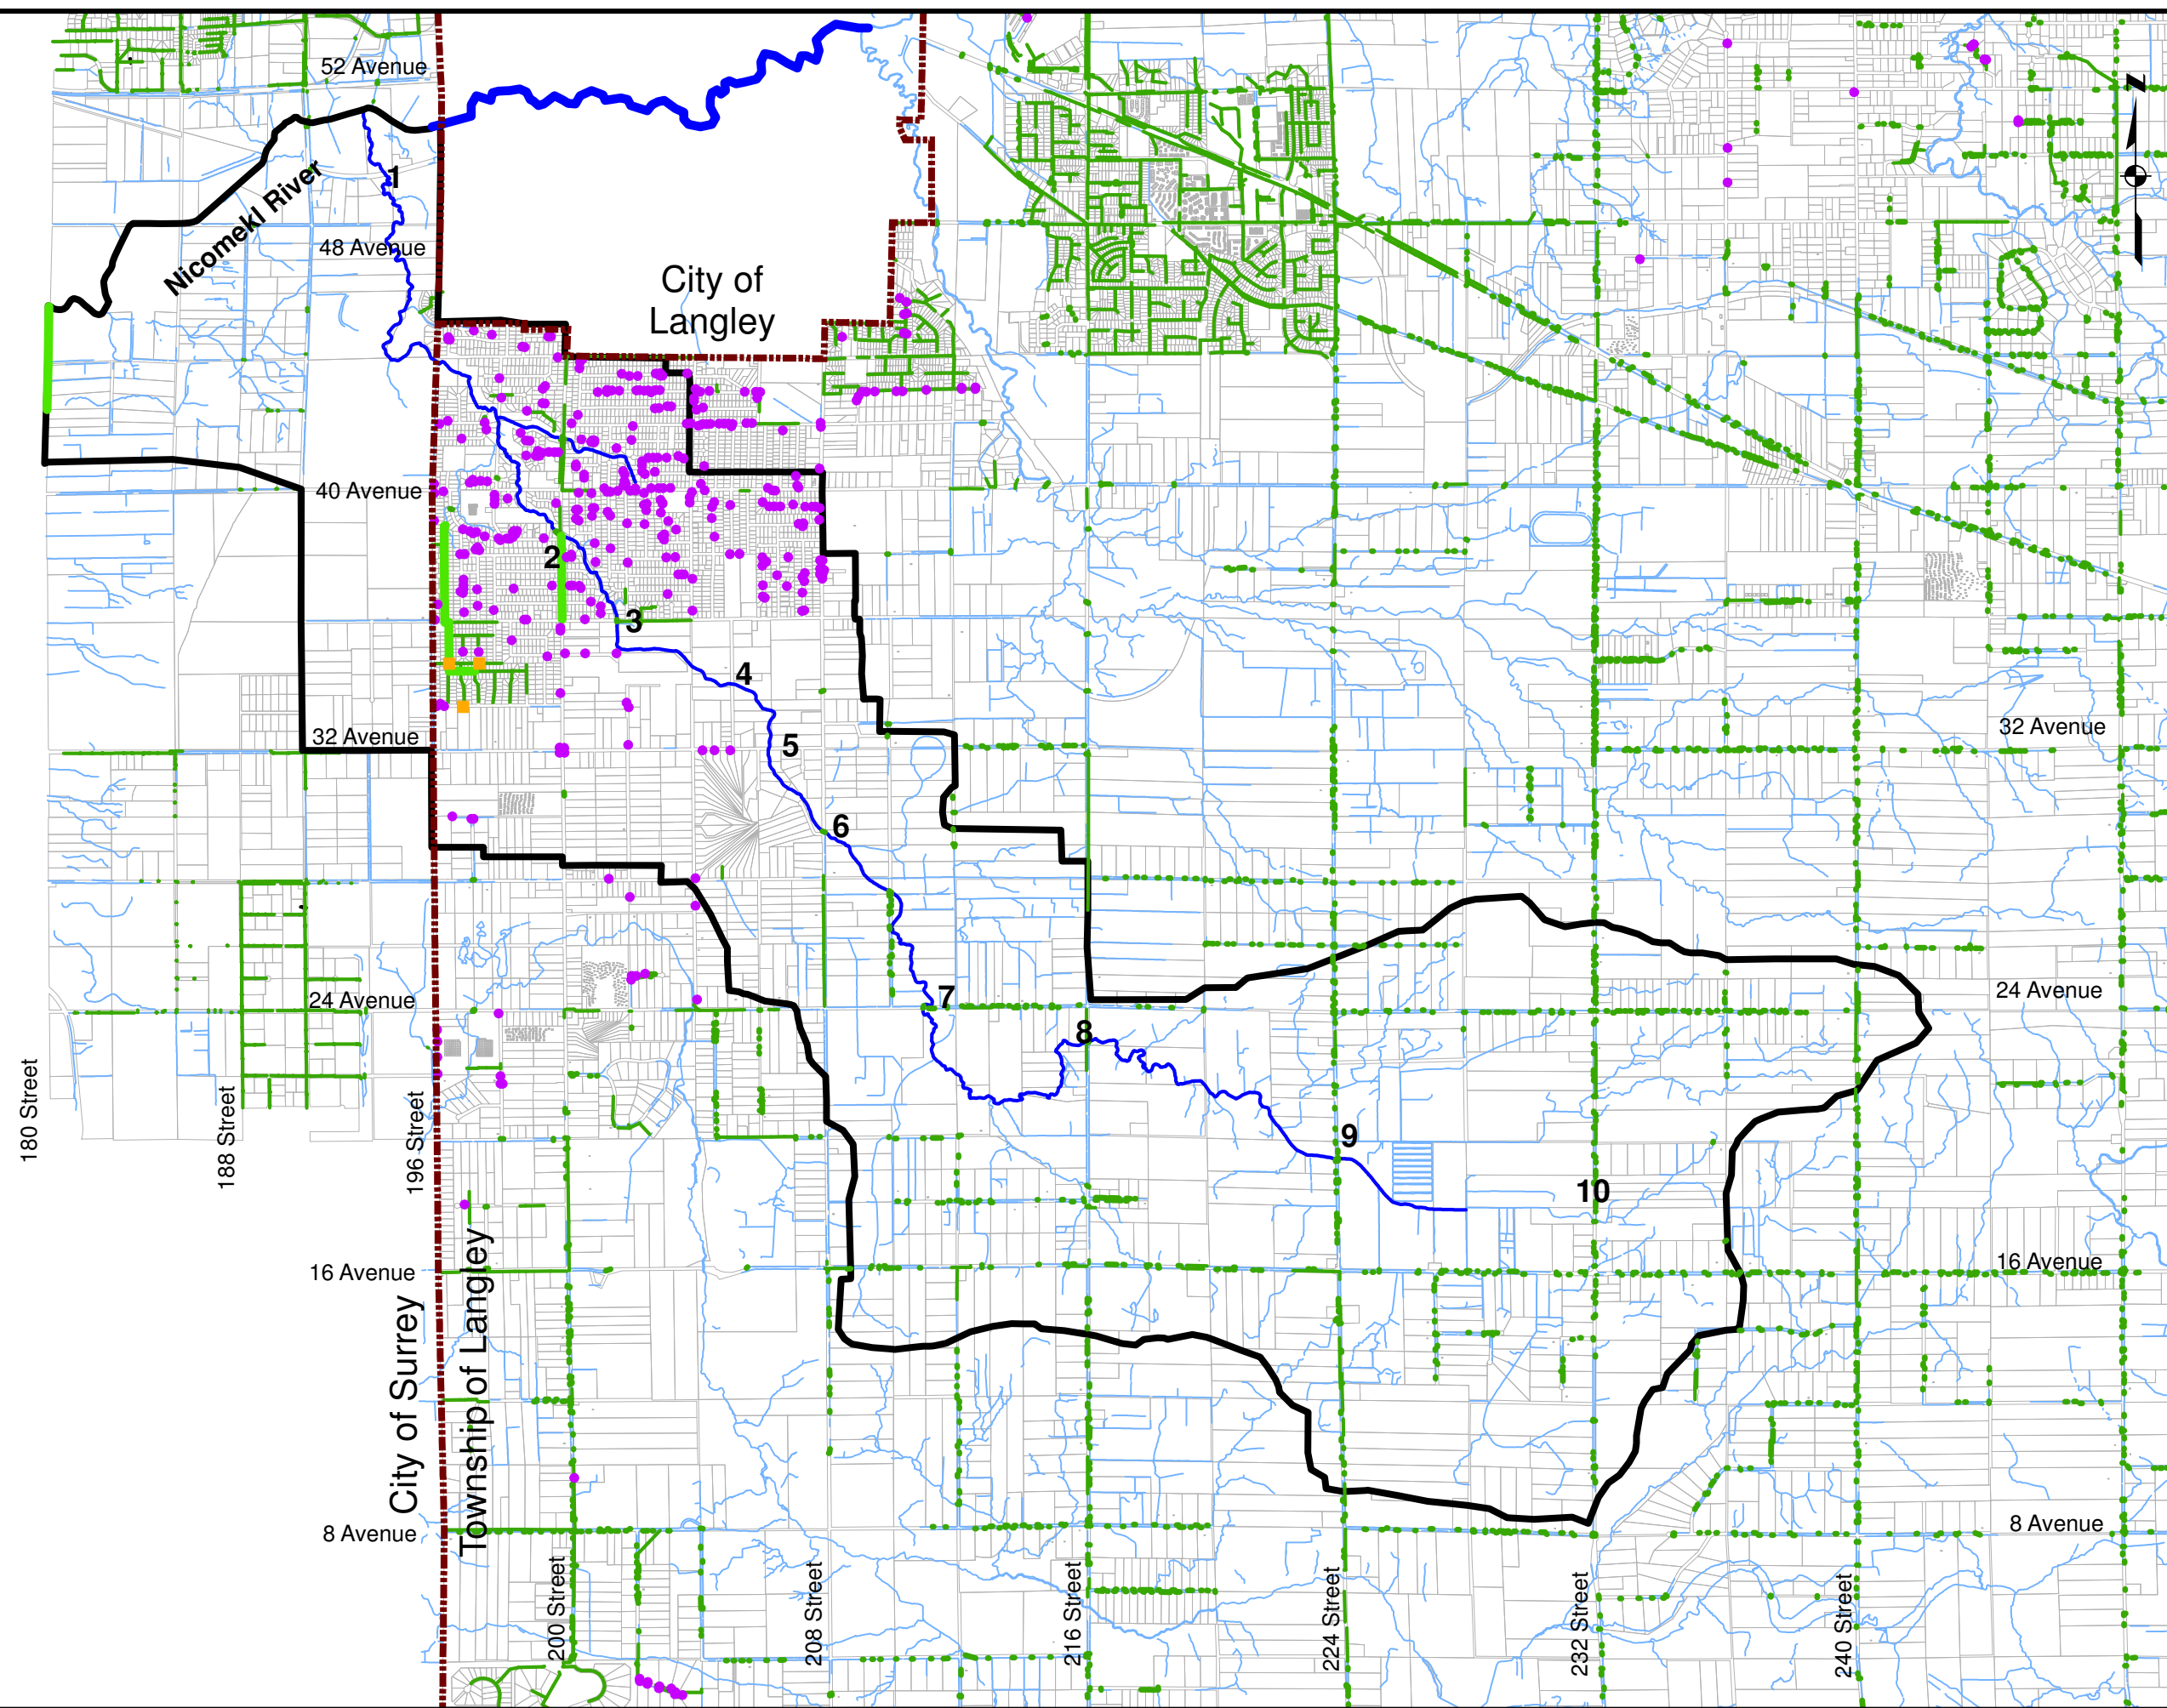 52 Avenue
N
1
Nicomekl River
48 Avenue
City of
Langley
40 Avenue
2
3
4
32 Avenue
5
32 Avenue
6
24 Avenue
7
24 Avenue
8
180 Street
188 Street
196 Street
9
10
16 Avenue
16 Avenue
City of Surrey
Township of Langley
8 Avenue
8 Avenue
200 Street
208 Street
216 Street
224 Street
232 Street
240 Street